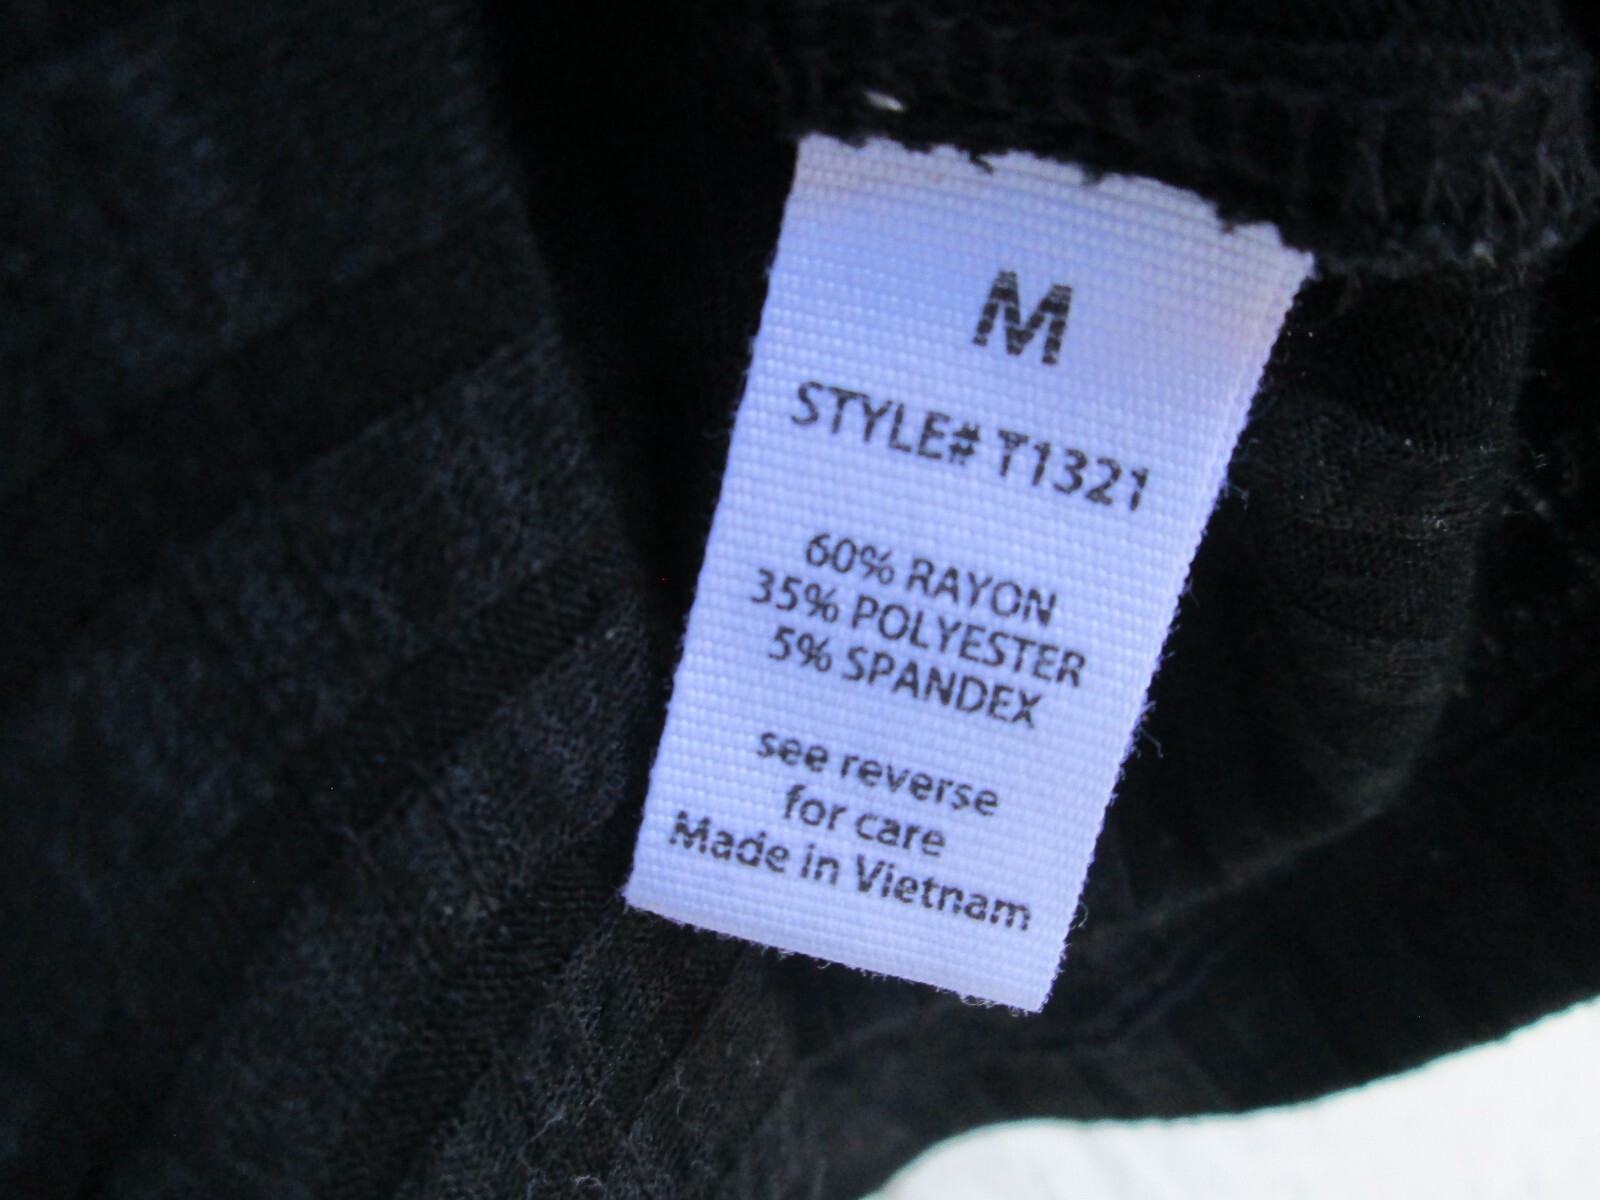 M
STYLE# T1321
60% RAYON
35% POLYESTER
5% SPANDEX
see reverse
for care
Made in Vietnam